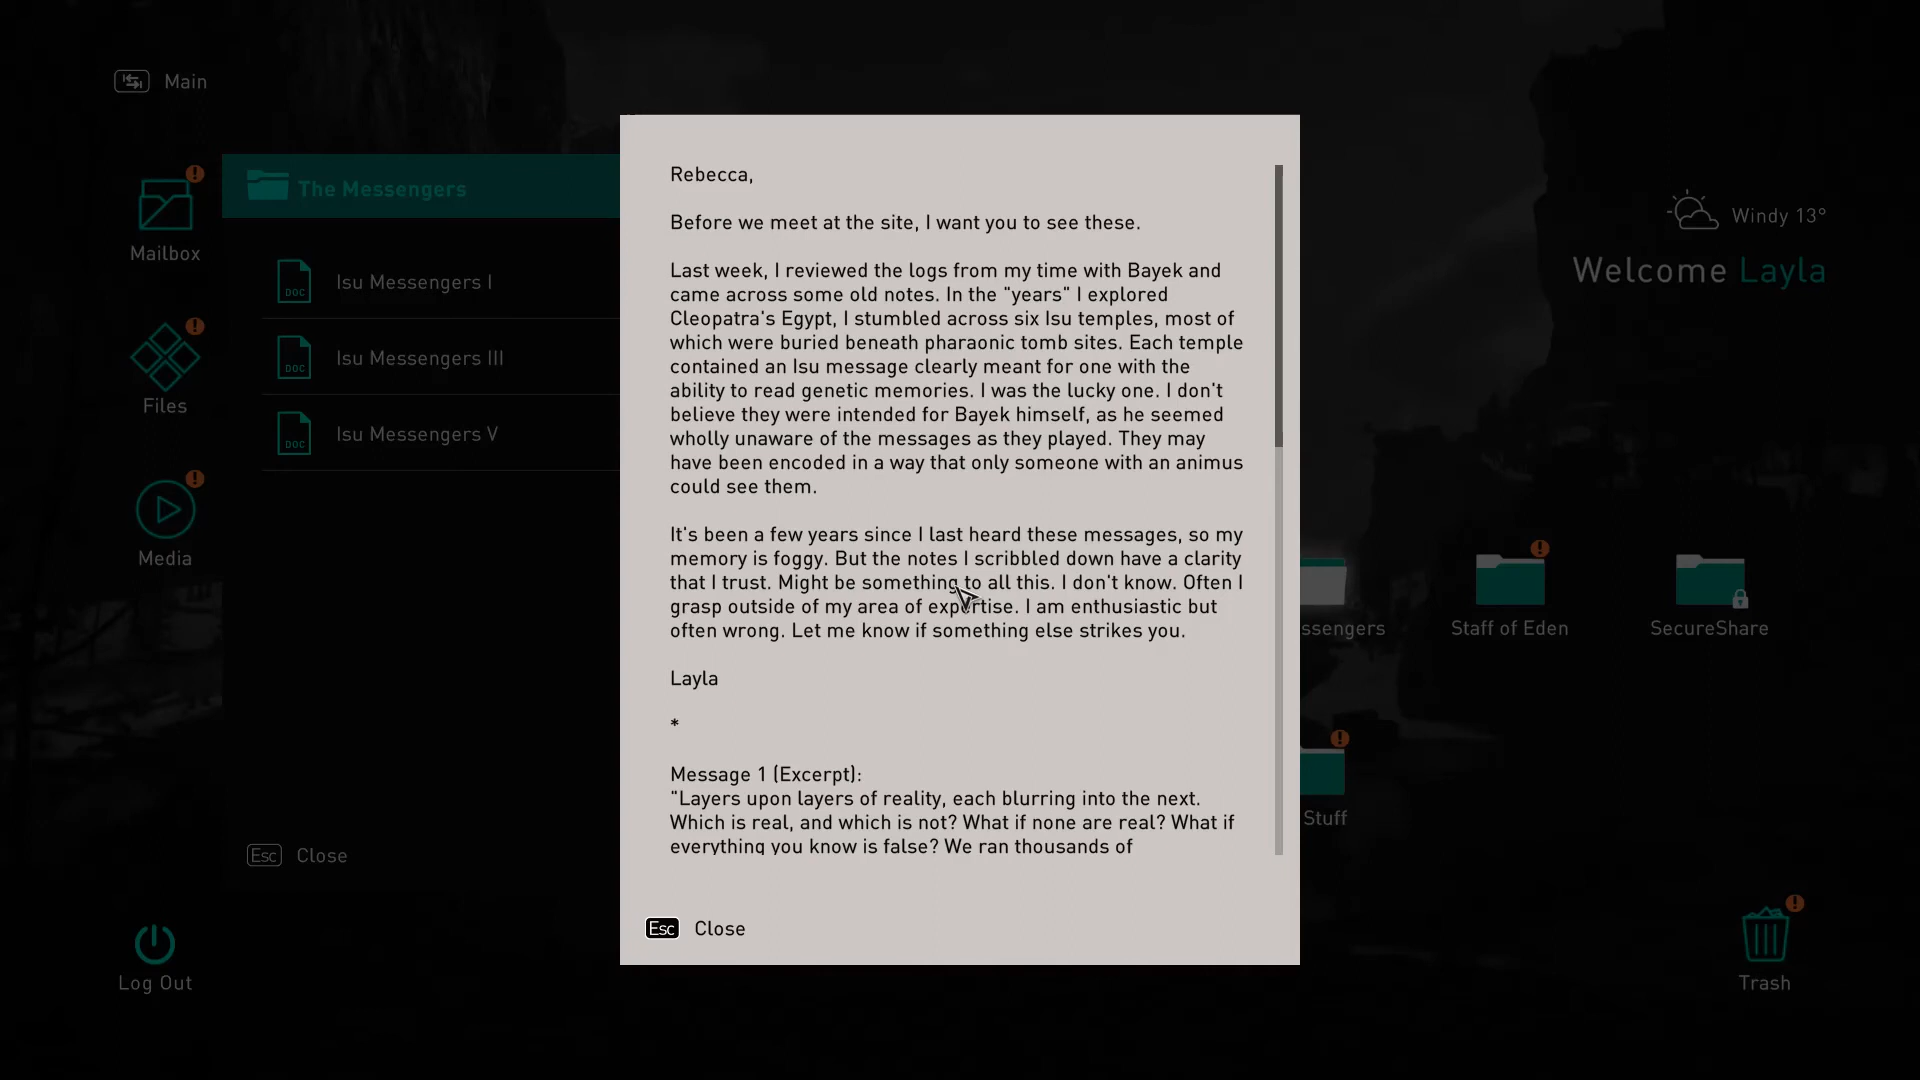 Main
Mailbox
Files
Media
Log Out
The Messengers
DOC
Isu Messengers I
DOC
Isu Messengers III
DOC
Isu Messengers V
Esc Close
Rebecca,
Before we meet at the site, I want you to see these.
Last week, I reviewed the logs from my time with Bayek and
came across some old notes. In the "years" I explored
Cleopatra's Egypt, I stumbled across six Isu temples, most of
which were buried beneath pharaonic tomb sites. Each temple
contained an Isu message clearly meant for one with the
ability to read genetic memories. I was the lucky one. I don't
believe they were intended for Bayek himself, as he seemed
wholly unaware of the messages as they played. They may
have been encoded in a way that only someone with an animus
could see them.
It's been a few years since I last heard these messages, so my
memory is foggy. But the notes I scribbled down have a clarity
that I trust. Might be something to all this. I don't know. Often I
grasp outside of my area of expertise. I am enthusiastic but
often wrong. Let me know if something else strikes you.
Layla
*
Message 1 (Excerpt):
"Layers upon layers of reality, each blurring into the next.
Which is real, and which is not? What if none are real? What if
everything you know is false? We ran thousands of
Esc Close
Windy 13°
Welcome Layla
ssengers
Staff of Eden
SecureShare
Stuff
Trash